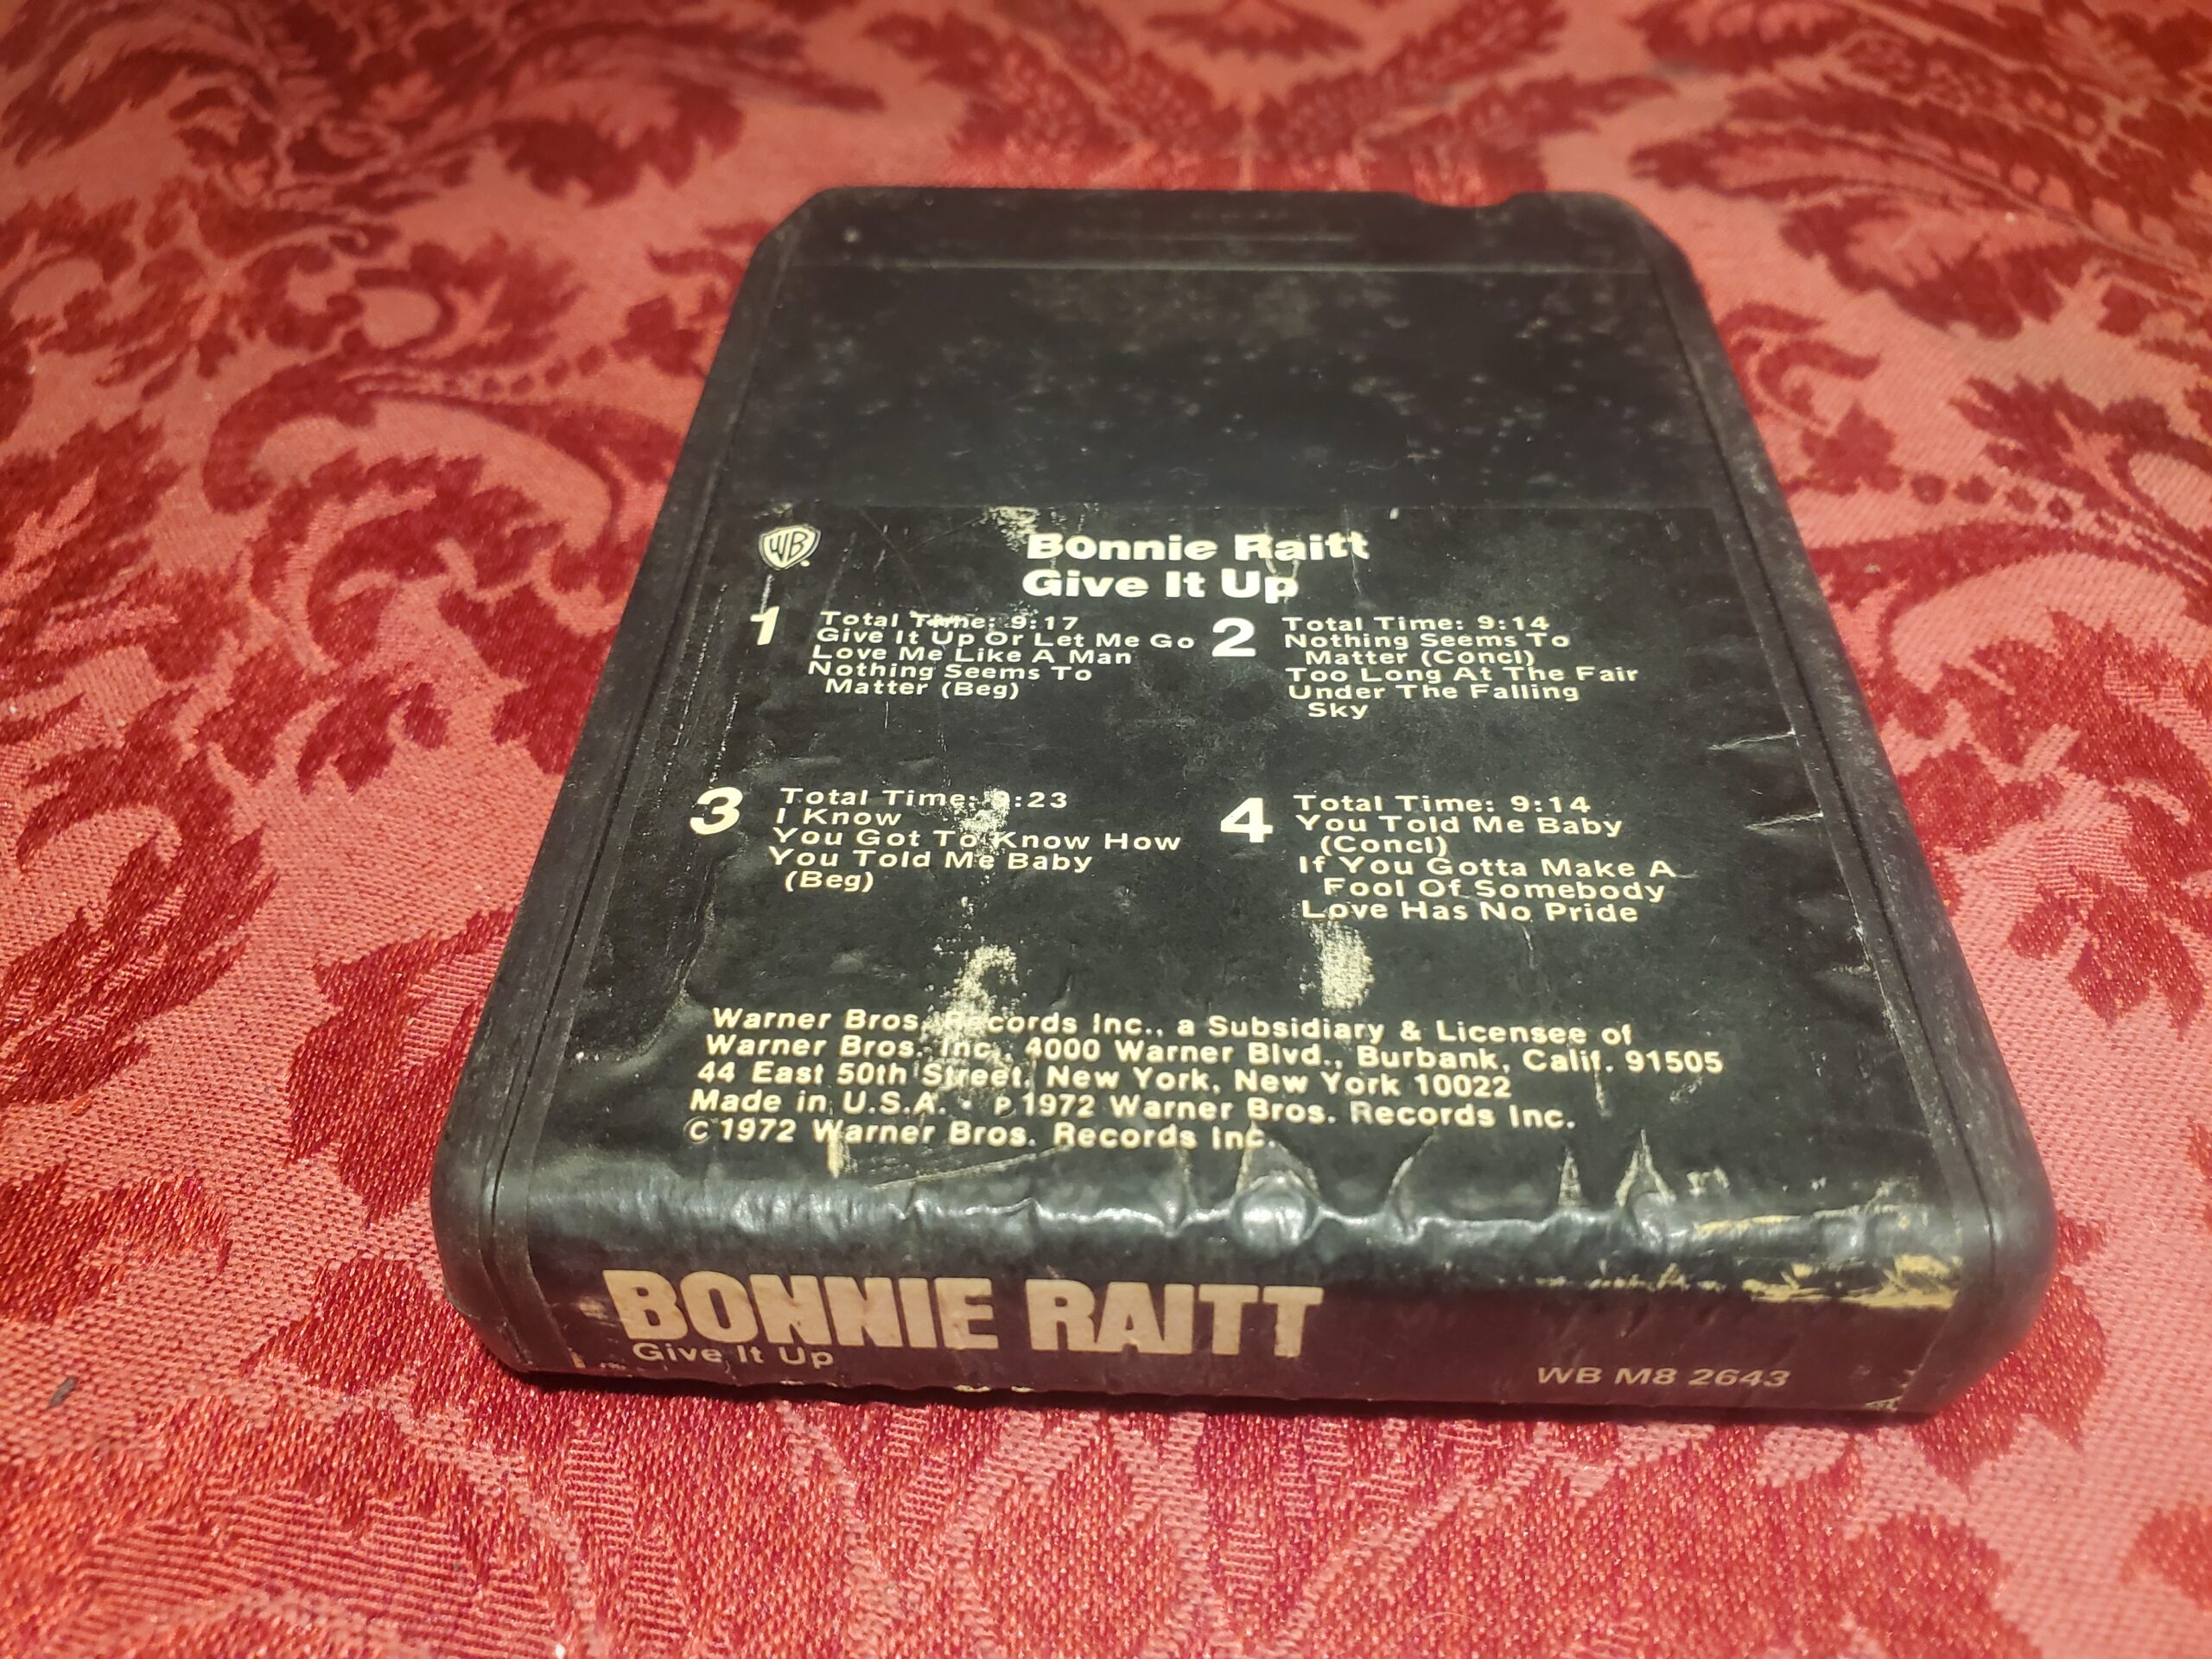 WB
Bonnie Raitt
Give It Up
1
Total Time: 9:17
Give It Up Or Let Me Go
Love Me Like A Man
Nothing Seems To
Matter (Beg)
2
Total Time: 9:14
Nothing Seems To
Matter (Concl)
Too Long At The Fair
Under The Falling
Sky
3
Total Time: 9:23
I Know
You Got To Know How
You Told Me Baby
(Beg)
4
Total Time: 9:14
You Told Me Baby
(Concl)
If You Gotta Make A
Fool Of Somebody
Love Has No Pride
Warner Bros. Records Inc., a Subsidiary & Licensee of
Warner Bros. Inc., 4000 Warner Blvd., Burbank, Calif. 91505
44 East 50th Street, New York, New York 10022
Made in U.S.A. • ℗ 1972 Warner Bros. Records Inc.
© 1972 Warner Bros. Records Inc.
BONNIE RAITT
Give It Up
WB M8 2643